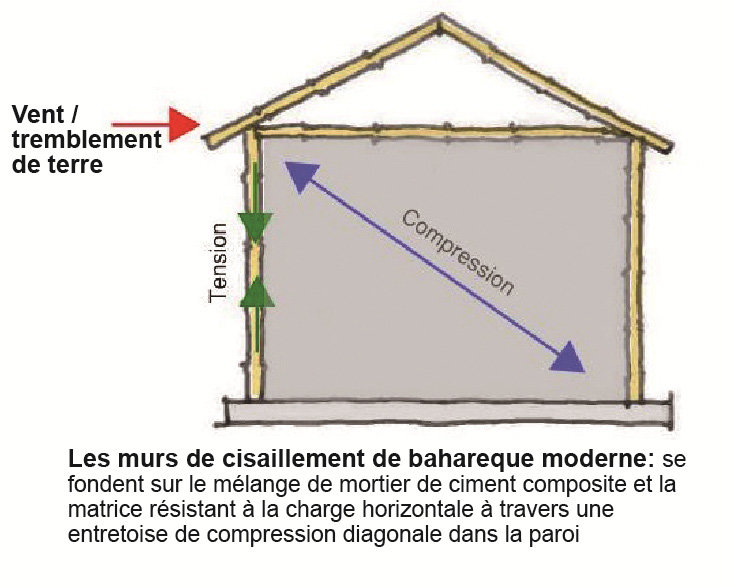 Vent /
tremblement
de terre
Tension
Compression
Les murs de cisaillement de bahareque moderne: se
fondent sur le mélange de mortier de ciment composite et la
matrice résistant à la charge horizontale à travers une
entretoise de compression diagonale dans la paroi